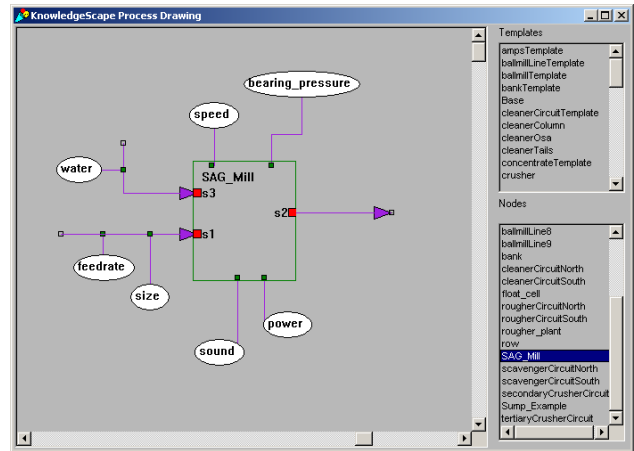 KnowledgeScape Process Drawing
bearing_pressure
speed
water
SAG_Mill
s3
s2
s1
feedrate
size
power
sound
Templates
ampsTemplate
ballmillLineTemplate
ballmillTemplate
bankTemplate
Base
cleanerCircuitTemplate
cleanerColumn
cleanerOsa
cleanerTails
concentrateTemplate
crusher
Nodes
ballmillLine8
ballmillLine9
bank
cleanerCircuitNorth
cleanerCircuitSouth
float_cell
rougherCircuitNorth
rougherCircuitSouth
rougher_plant
row
SAG_Mill
scavengerCircuitNorth
scavengerCircuitSouth
secondaryCrusherCircuit
Sump_Example
tertiaryCrusherCircuit